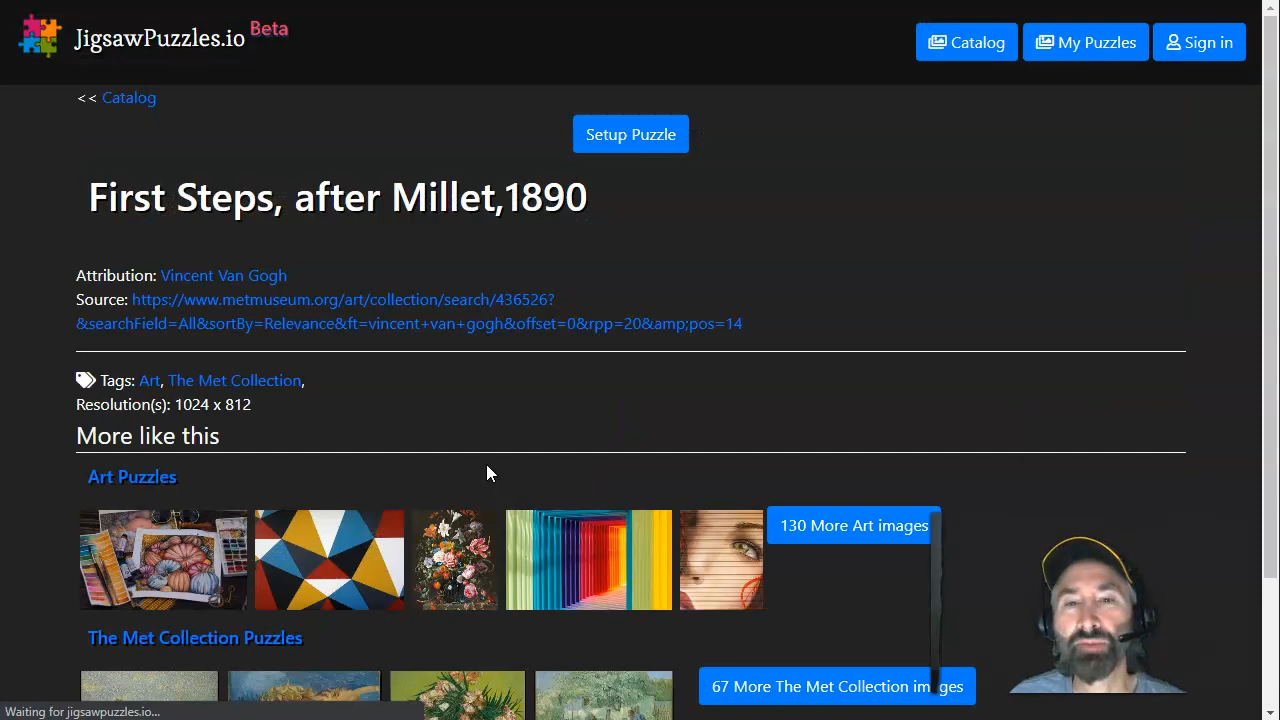 JigsawPuzzles.io Beta
Catalog
My Puzzles
Sign in
<< Catalog
Setup Puzzle
First Steps, after Millet,1890
Attribution: Vincent Van Gogh
Source: https://www.metmuseum.org/art/collection/search/436526?
&searchField=All&sortBy=Relevance&ft=vincent+van+gogh&offset=0&rpp=20&amp;pos=14
Tags: Art, The Met Collection,
Resolution(s): 1024 x 812
More like this
Art Puzzles
130 More Art images
The Met Collection Puzzles
67 More The Met Collection images
Waiting for jigsawpuzzles.io...